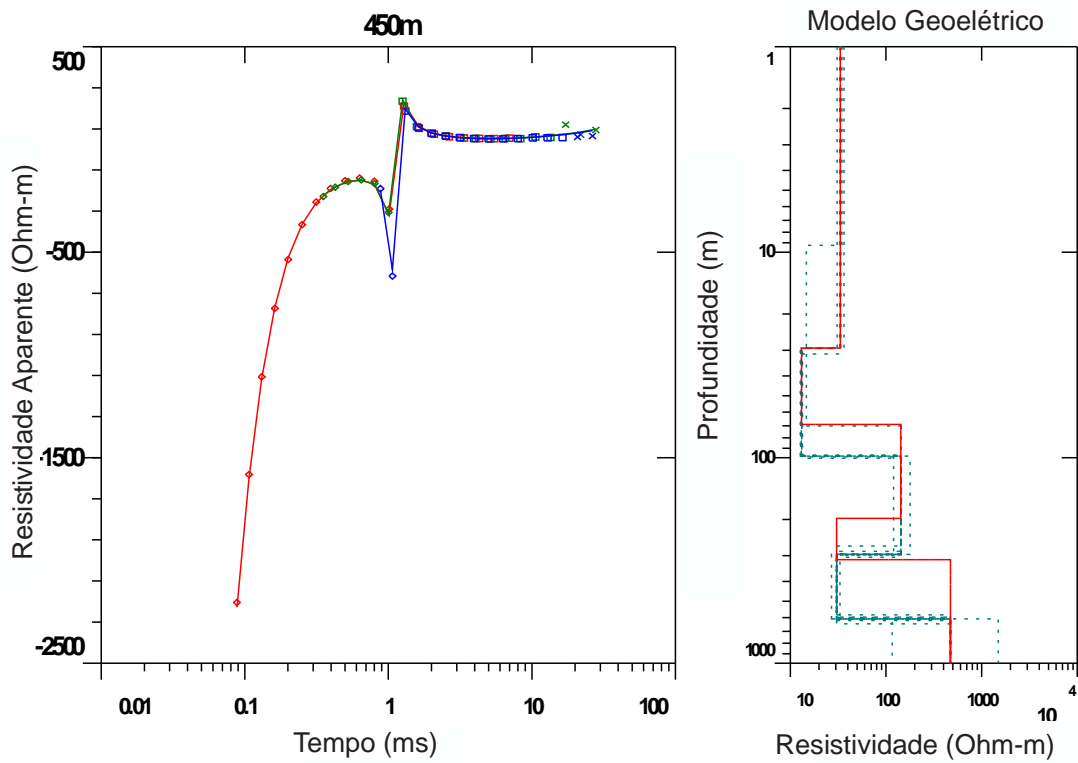 450m
500
-500
-1500
-2500
0.01
0.1
1
10
100
Resistividade Aparente (Ohm-m)
Tempo (ms)
Modelo Geoelétrico
1
10
100
1000
10
100
1000
10 4
Profundidade (m)
Resistividade (Ohm-m)